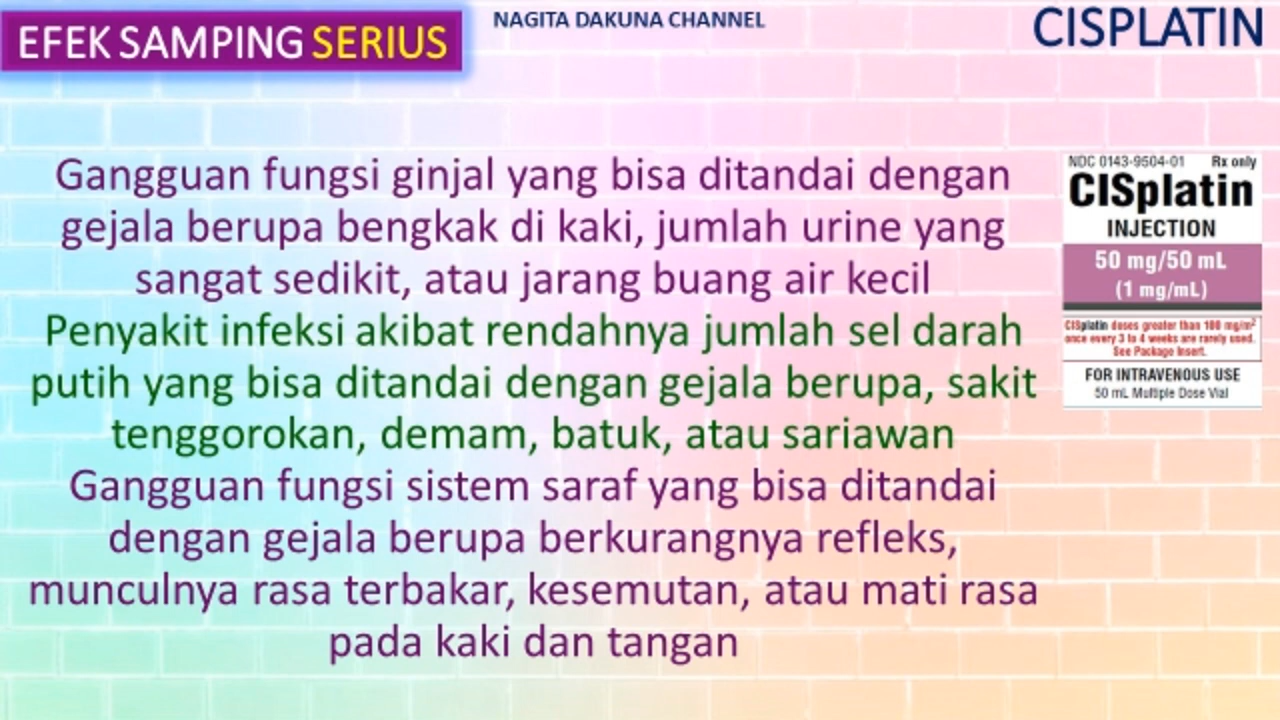 EFEK SAMPING SERIUS
NAGITA DAKUNA CHANNEL
CISPLATIN
Gangguan fungsi ginjal yang bisa ditandai dengan
gejala berupa bengkak di kaki, jumlah urine yang
sangat sedikit, atau jarang buang air kecil
Penyakit infeksi akibat rendahnya jumlah sel darah
putih yang bisa ditandai dengan gejala berupa, sakit
tenggorokan, demam, batuk, atau sariawan
Gangguan fungsi sistem saraf yang bisa ditandai
dengan gejala berupa berkurangnya refleks,
munculnya rasa terbakar, kesemutan, atau mati rasa
pada kaki dan tangan
NDC 0143-9504-01 Rx only
CISplatin
INJECTION
50 mg/50 mL
(1 mg/mL)
CISplatin doses greater than 100 mg/m²
once every 3 to 4 weeks are rarely used.
See Package Insert.
FOR INTRAVENOUS USE
50 mL Multiple Dose Vial